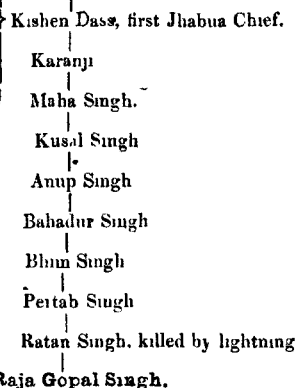 Kishen Dass, first Jhabua Chief.
Karanji
Maha Singh.
Kusal Singh
Anup Singh
Bahadur Singh
Bhim Singh
Pertab Singh
Ratan Singh, killed by lightning
Raja Gopal Singh.